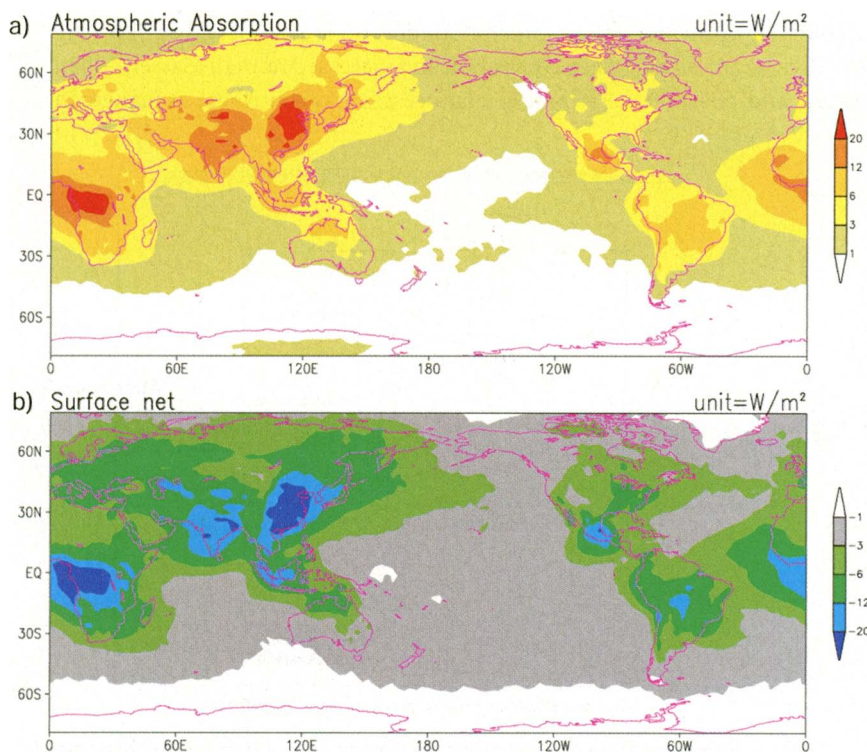 a) Atmospheric Absorption unit=W/m²
60N
30N
EQ
30S
60S
0 60E 120E 180 120W 60W 0
20
12
6
3
1
b) Surface net unit=W/m²
60N
30N
EQ
30S
60S
0 60E 120E 180 120W 60W 0
-1
-3
-6
-12
-20